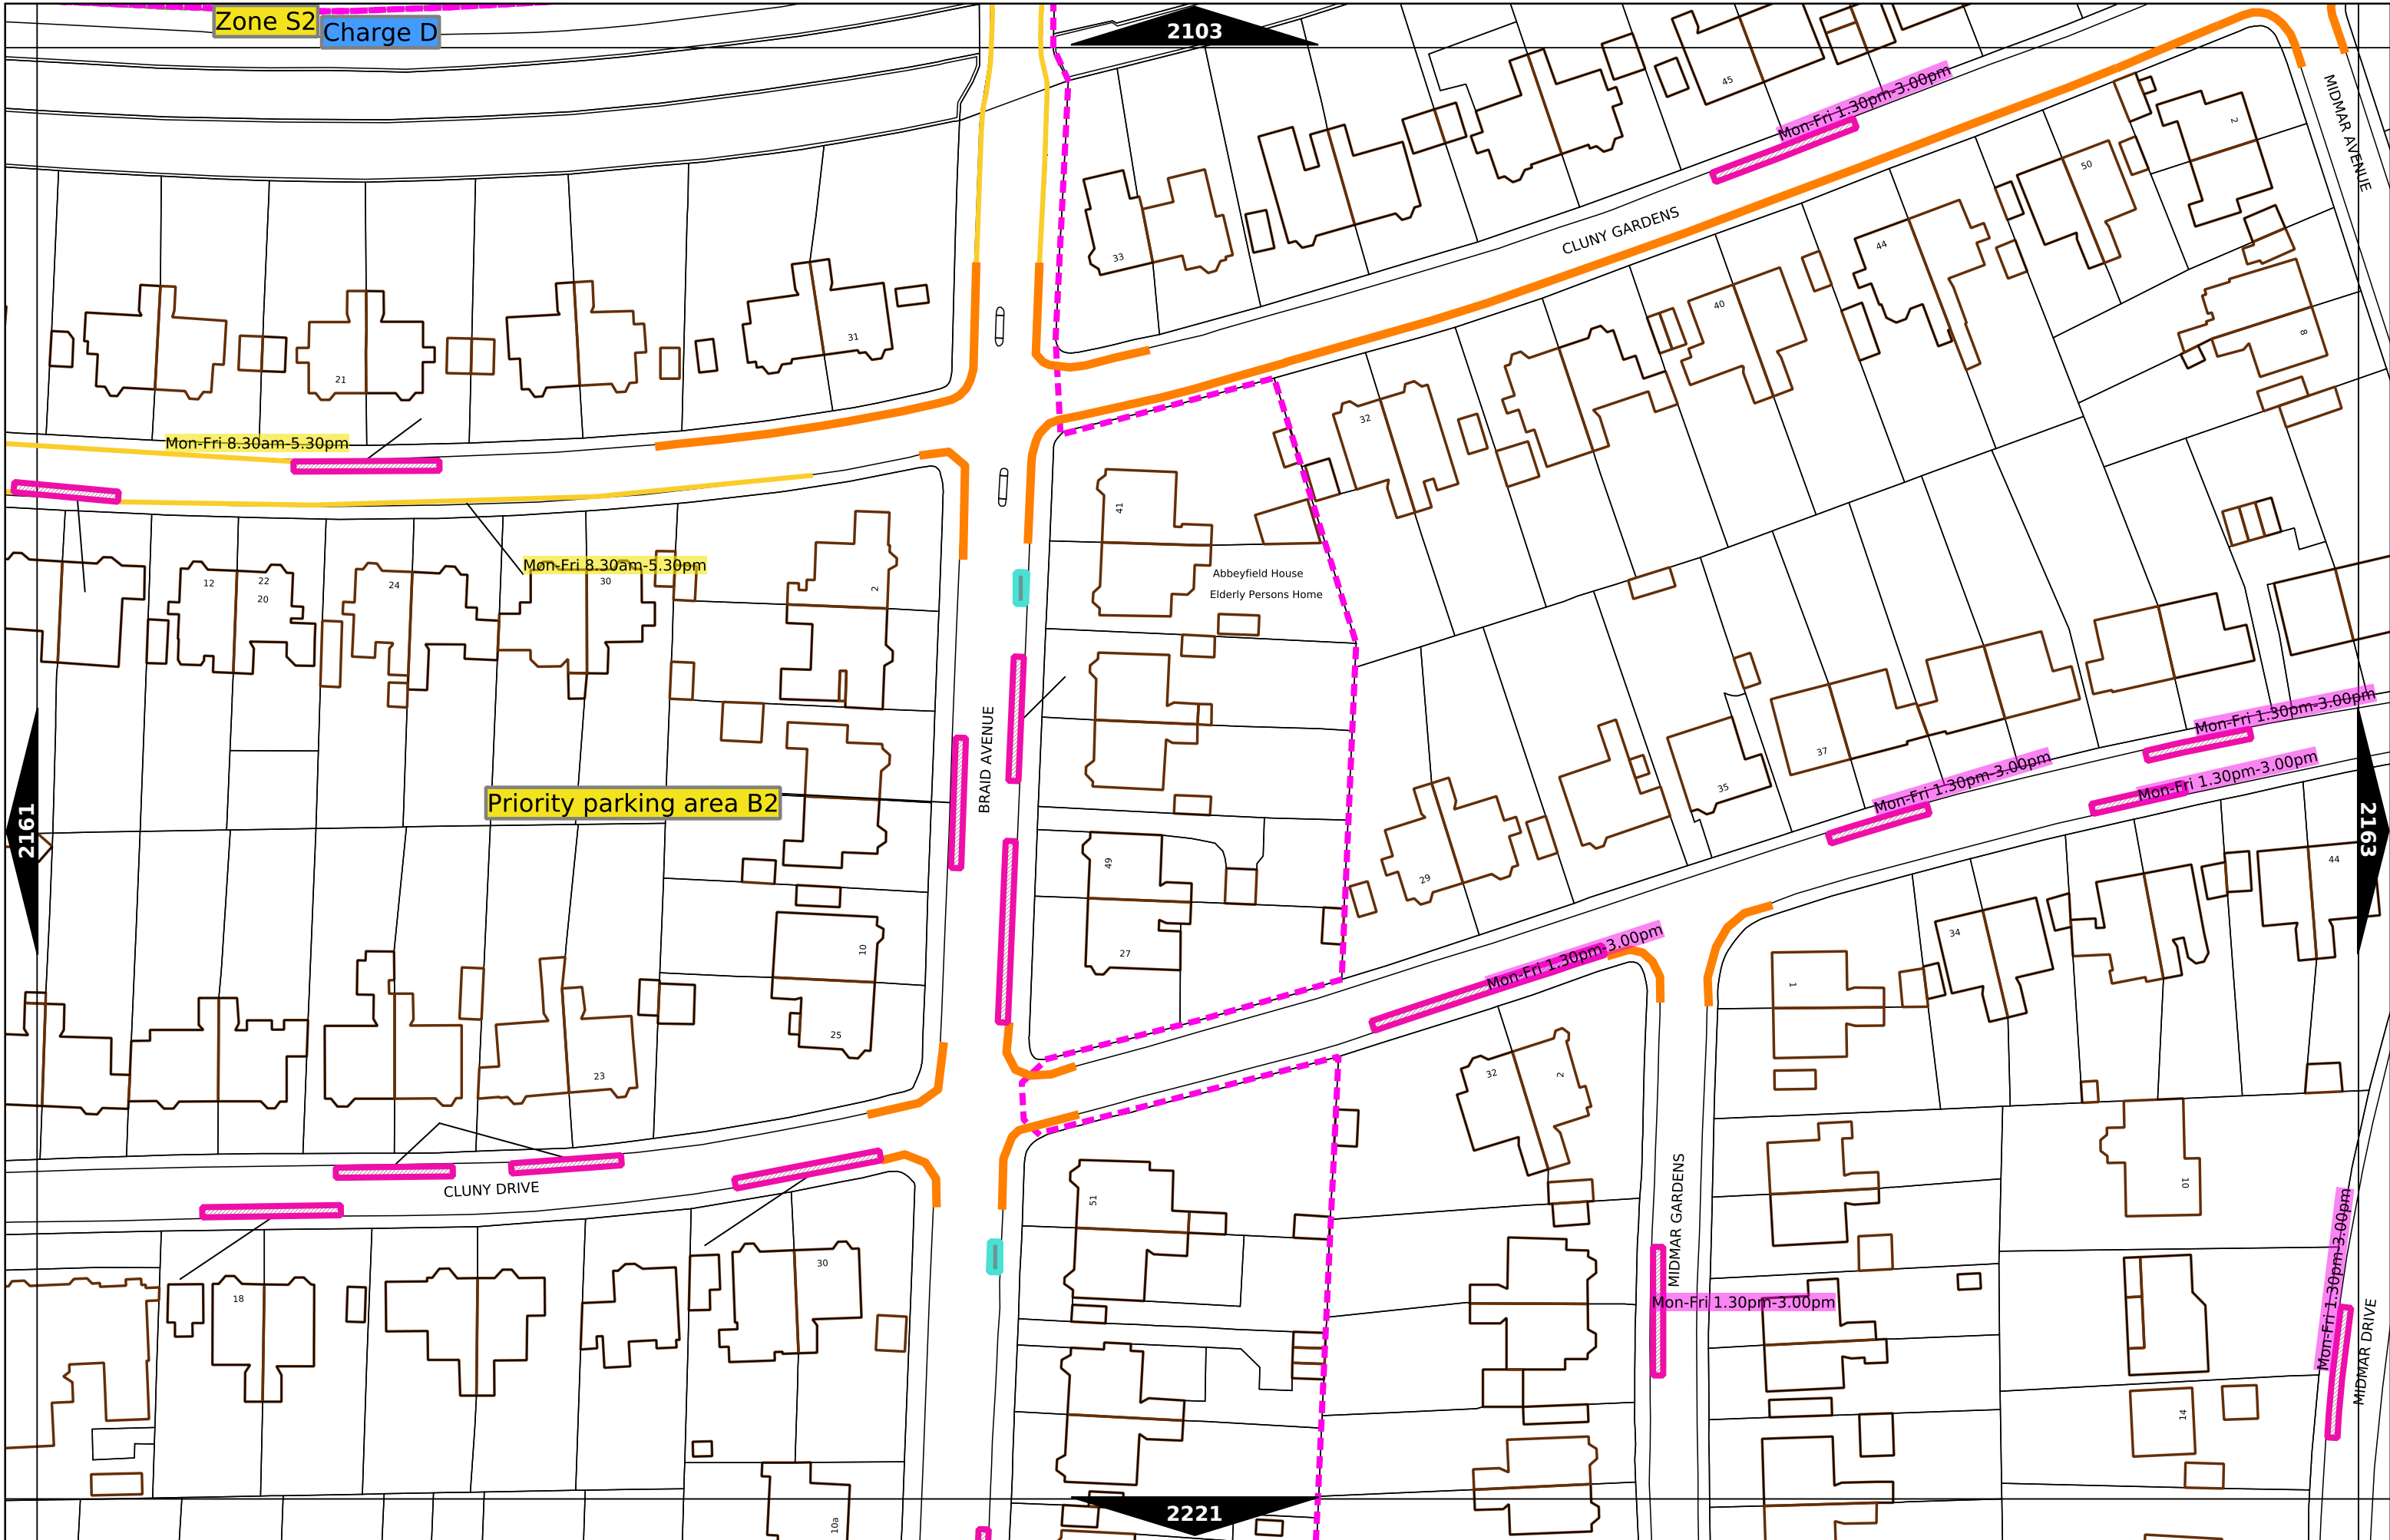 Zone S2
Charge D
2103
45
Mon-Fri 1.30pm-3.00pm
MIDMAR AVENUE
2
50
CLUNY GARDENS
33
44
40
8
31
21
32
Mon-Fri 8.30am-5.30pm
41
Mon-Fri 8.30am-5.30pm
Abbeyfield House
Elderly Persons Home
12
22
20
24
30
2
BRAID AVENUE
Priority parking area B2
2161
2163
Mon-Fri 1.30pm-3.00pm
37
35
Mon-Fri 1.30pm-3.00pm
Mon-Fri 1.30pm-3.00pm
49
29
44
34
27
10
Mon-Fri 1.30pm-3.00pm
1
25
23
32
2
CLUNY DRIVE
51
MIDMAR GARDENS
10
30
18
Mon-Fri 1.30pm-3.00pm
Mon-Fri 1.30pm-3.00pm
MIDMAR DRIVE
14
10a
2221